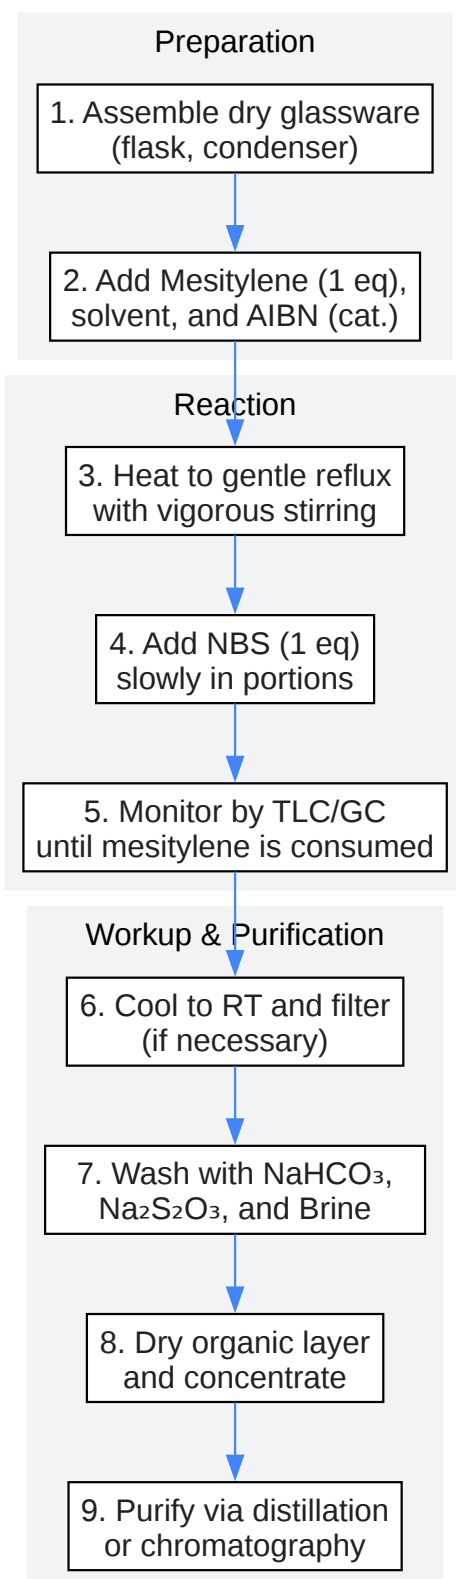 Preparation
1. Assemble dry glassware
(flask, condenser)
2. Add Mesitylene (1 eq),
solvent, and AIBN (cat.)
Reaction
3. Heat to gentle reflux
with vigorous stirring
4. Add NBS (1 eq)
slowly in portions
5. Monitor by TLC/GC
until mesitylene is consumed
Workup & Purification
6. Cool to RT and filter
(if necessary)
7. Wash with NaHCO₃,
Na₂S₂O₃, and Brine
8. Dry organic layer
and concentrate
9. Purify via distillation
or chromatography